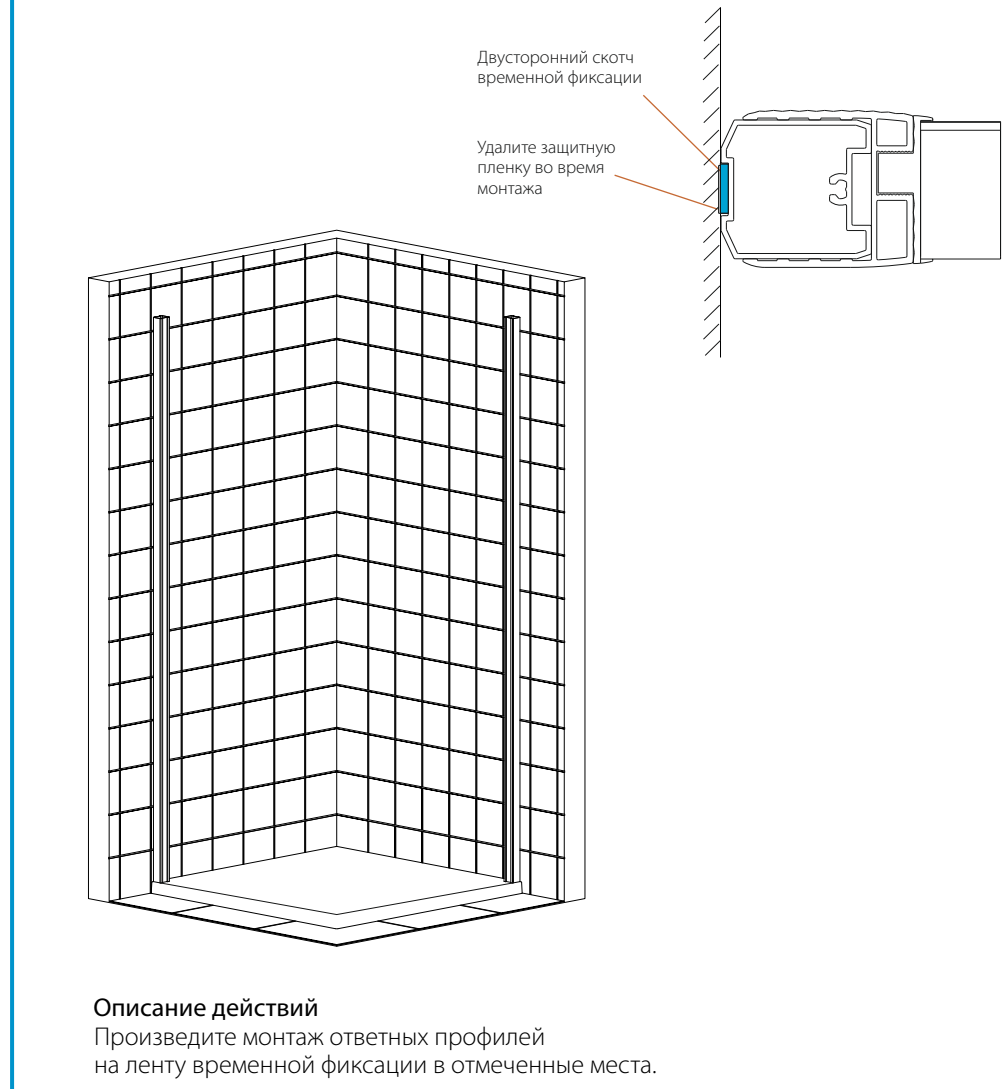 Двусторонний скотч
временной фиксации
Удалите защитную
пленку во время
монтажа
Описание действий
Произведите монтаж ответных профилей
на ленту временной фиксации в отмеченные места.